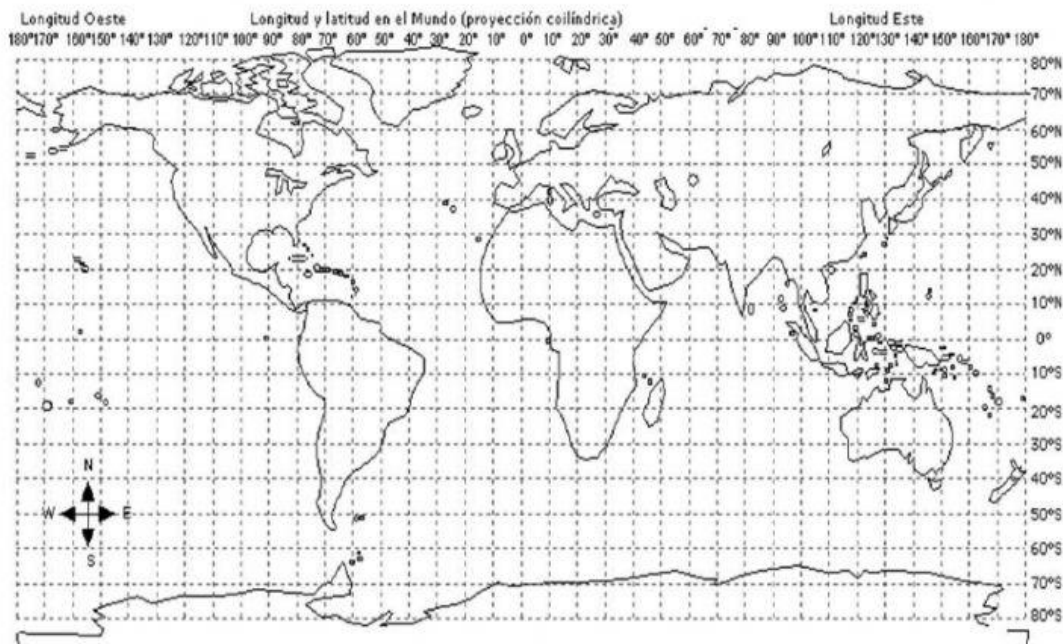 Longitud Oeste Longitud y latitud en el Mundo (proyección coilíndrica) Longitud Este
180° 170° 160° 150° 140° 130° 120° 110° 100° 90° 80° 70° 60° 50° 40° 30° 20° 10° 0° 10° 20° 30° 40° 50° 60° 70° 80° 90° 100° 110° 120° 130° 140° 150° 160° 170° 180°
80°N
70°N
60°N
50°N
40°N
30°N
20°N
10°N
0°
10°S
20°S
30°S
N
40°S
W E
50°S
S
60°S
70°S
80°S